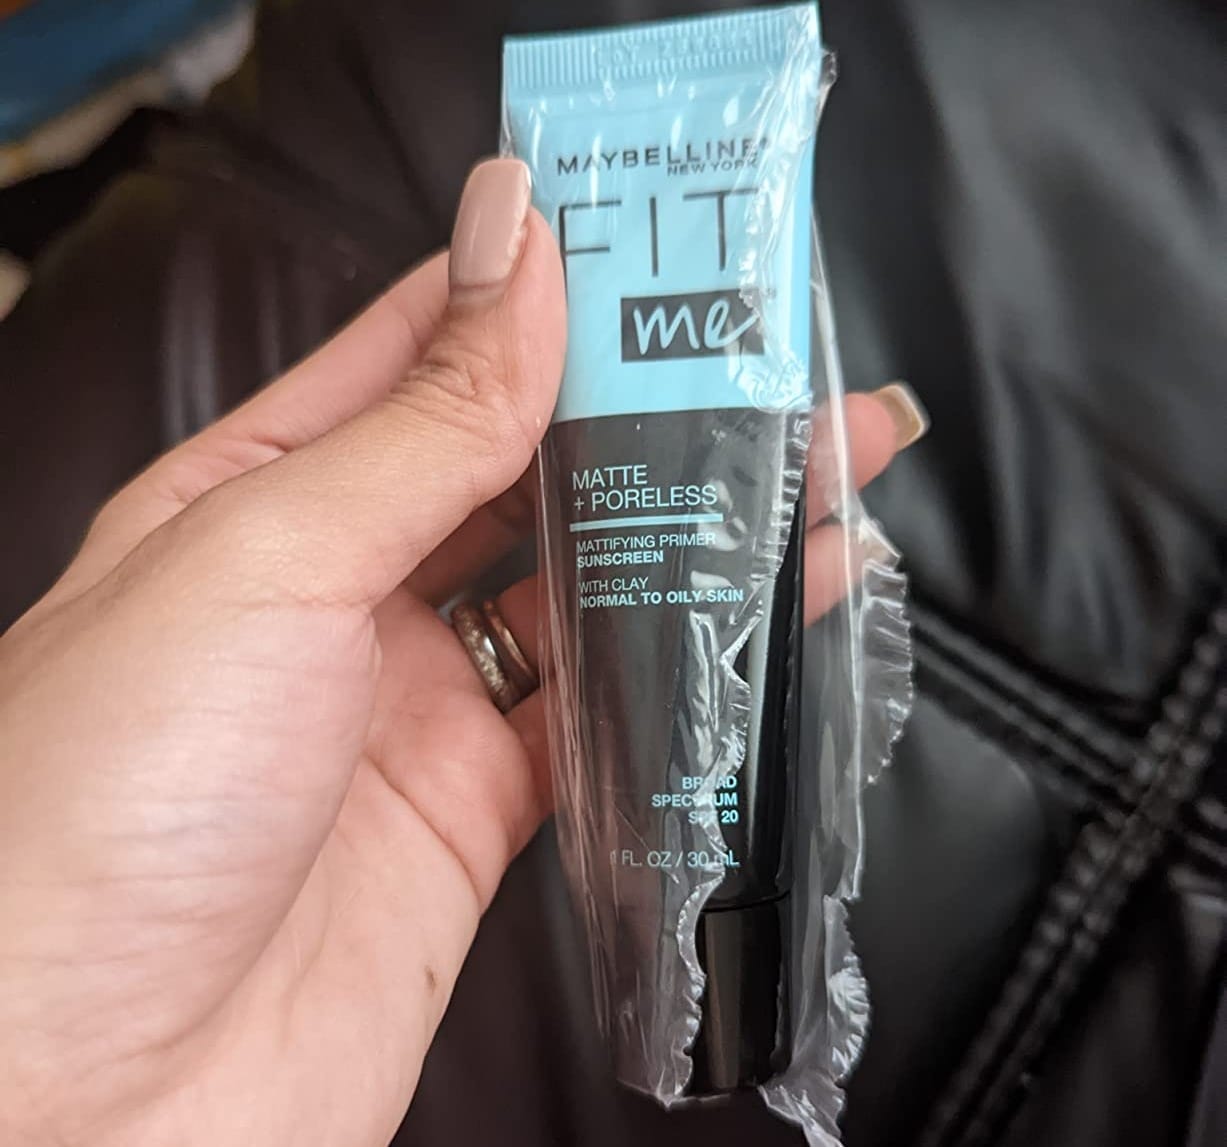 MAYBELLINE®
NEW YORK
FIT
me
MATTE
+ PORELESS
MATTIFYING PRIMER
SUNSCREEN
WITH CLAY
NORMAL TO OILY SKIN
BROAD
SPECTRUM
SPF 20
1 FL. OZ / 30 mL